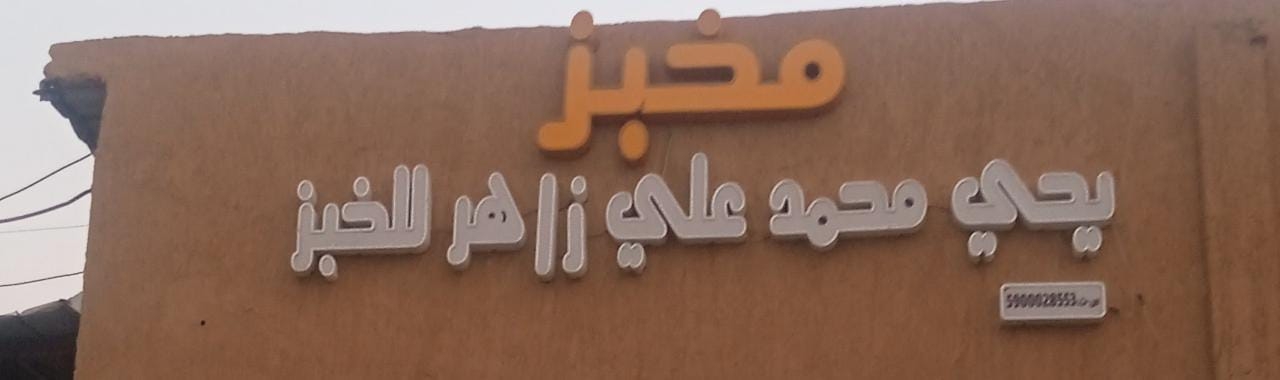 مخبز
يحي محمد علي زاهر للخبز
س.ت 5900028553